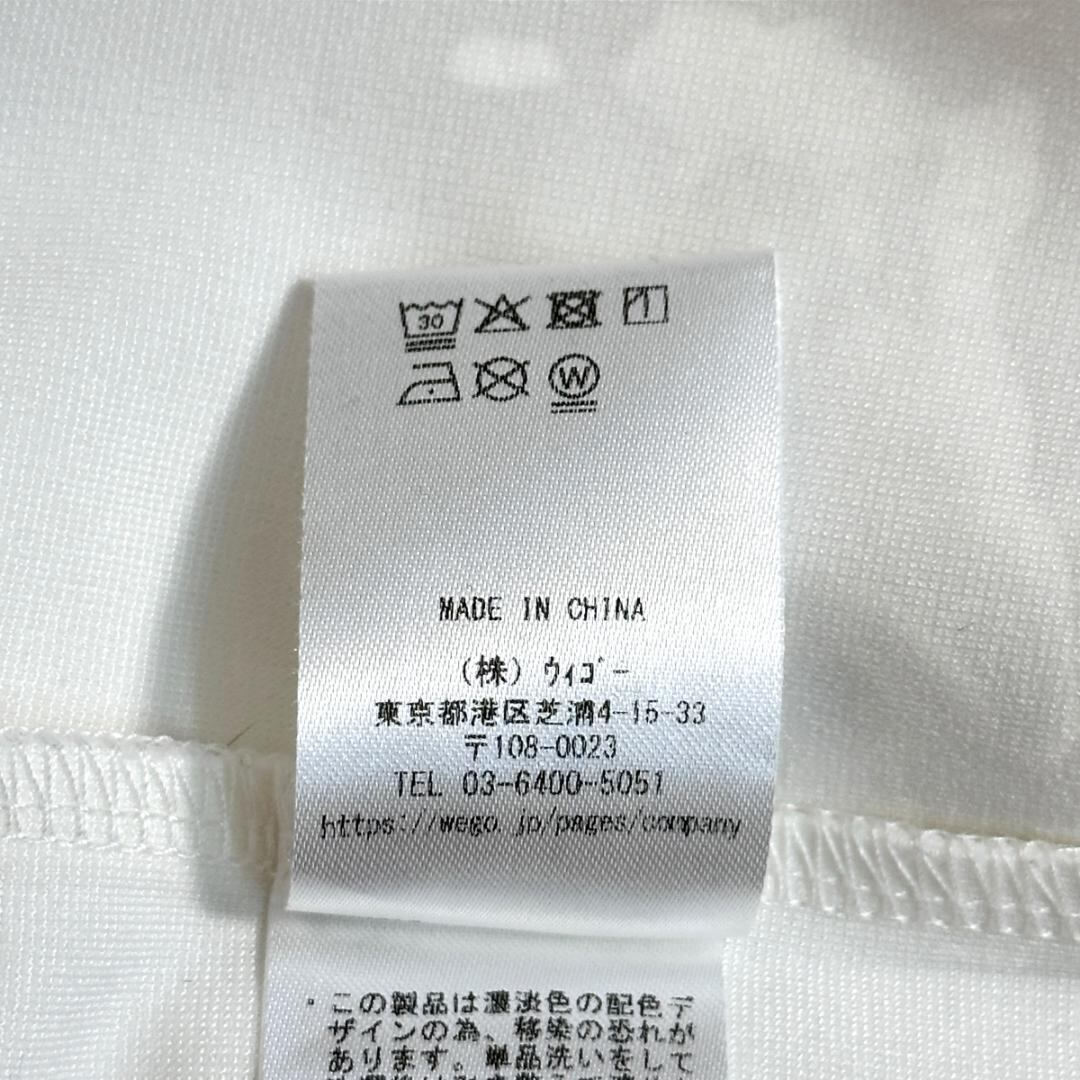 30
W
MADE IN CHINA
(株)ウィゴー
東京都港区芝浦4-15-33
〒108-0023
TEL 03-6400-5051
https://wego.jp/pages/company
・この製品は濃淡色の配色デ
ザインの為、移染の恐れが
あります。単品洗いをして